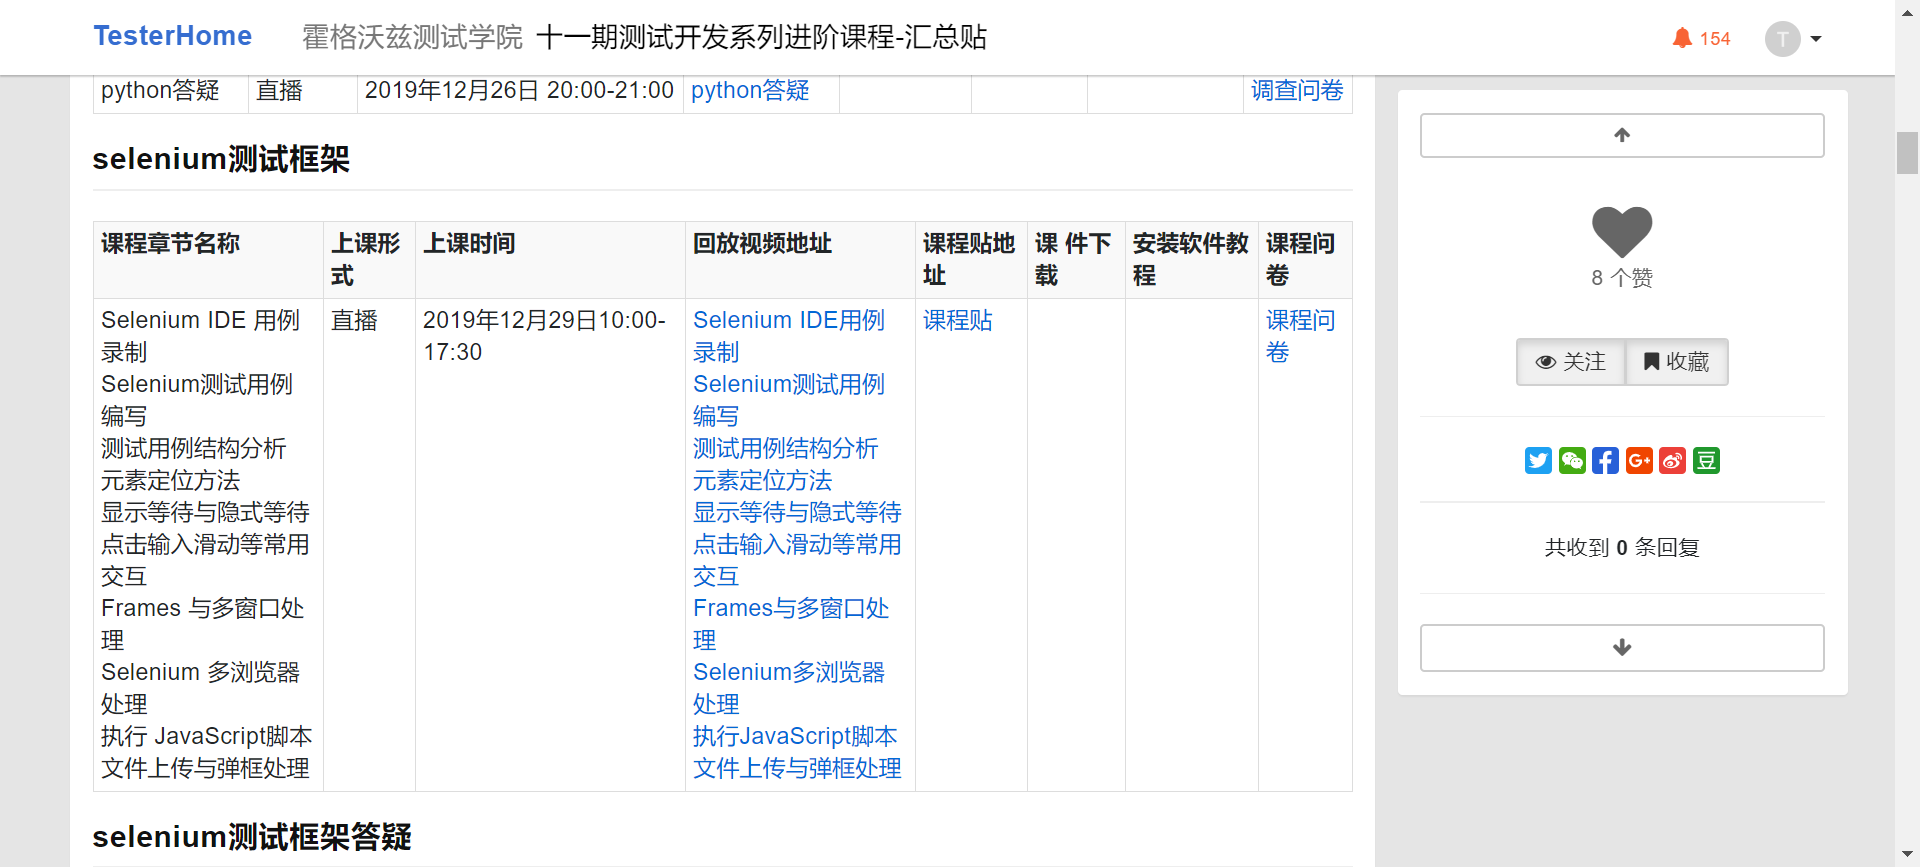 TesterHome 霍格沃兹测试学院 十一期测试开发系列进阶课程-汇总贴 154 T
python答疑 直播 2019年12月26日 20:00-21:00 python答疑 调查问卷
selenium测试框架
课程章节名称 上课形式 上课时间 回放视频地址 课程贴地址 课 件下载 安装软件教程 课程问卷
Selenium IDE 用例
录制
Selenium测试用例
编写
测试用例结构分析
元素定位方法
显示等待与隐式等待
点击输入滑动等常用
交互
Frames 与多窗口处
理
Selenium 多浏览器
处理
执行 JavaScript脚本
文件上传与弹框处理
直播
2019年12月29日10:00-
17:30
Selenium IDE用例
录制
Selenium测试用例
编写
测试用例结构分析
元素定位方法
显示等待与隐式等待
点击输入滑动等常用
交互
Frames与多窗口处
理
Selenium多浏览器
处理
执行JavaScript脚本
文件上传与弹框处理
课程贴
课程问
卷
selenium测试框架答疑
8 个赞
关注 收藏
G+ 豆
共收到 0 条回复